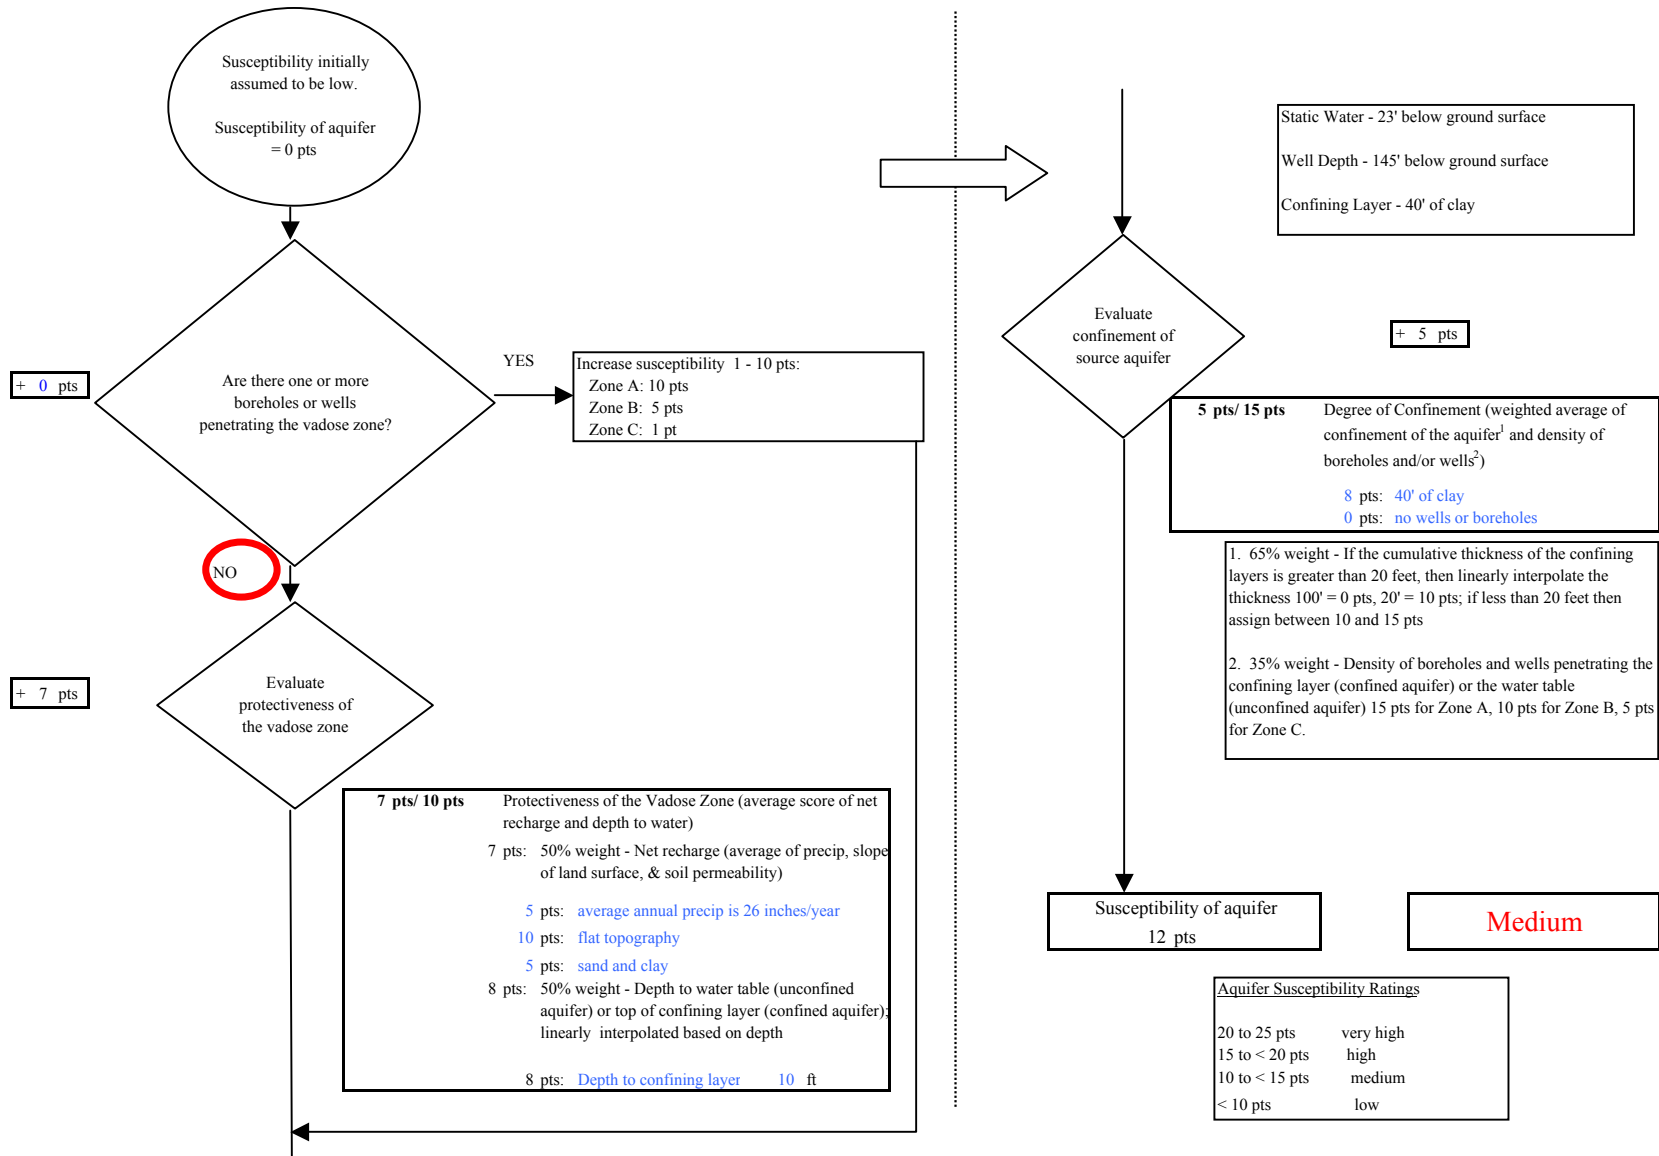 Susceptibility initially
assumed to be low.
Susceptibility of aquifer
= 0 pts
+ 0 pts
Are there one or more
boreholes or wells
penetrating the vadose zone?
YES
Increase susceptibility 1 - 10 pts:
Zone A: 10 pts
Zone B: 5 pts
Zone C: 1 pt
NO
+ 7 pts
Evaluate
protectiveness of
the vadose zone
7 pts/ 10 pts Protectiveness of the Vadose Zone (average score of net
recharge and depth to water)
7 pts: 50% weight - Net recharge (average of precip, slope
of land surface, & soil permeability)
5 pts: average annual precip is 26 inches/year
10 pts: flat topography
5 pts: sand and clay
8 pts: 50% weight - Depth to water table (unconfined
aquifer) or top of confining layer (confined aquifer);
linearly interpolated based on depth
8 pts: Depth to confining layer 10 ft
Static Water - 23' below ground surface
Well Depth - 145' below ground surface
Confining Layer - 40' of clay
Evaluate
confinement of
source aquifer
+ 5 pts
5 pts/ 15 pts Degree of Confinement (weighted average of
confinement of the aquifer1 and density of
boreholes and/or wells2)
8 pts: 40' of clay
0 pts: no wells or boreholes
1. 65% weight - If the cumulative thickness of the confining
layers is greater than 20 feet, then linearly interpolate the
thickness 100' = 0 pts, 20' = 10 pts; if less than 20 feet then
assign between 10 and 15 pts
2. 35% weight - Density of boreholes and wells penetrating the
confining layer (confined aquifer) or the water table
(unconfined aquifer) 15 pts for Zone A, 10 pts for Zone B, 5 pts
for Zone C.
Susceptibility of aquifer
12 pts
Medium
Aquifer Susceptibility Ratings
20 to 25 pts very high
15 to < 20 pts high
10 to < 15 pts medium
< 10 pts low